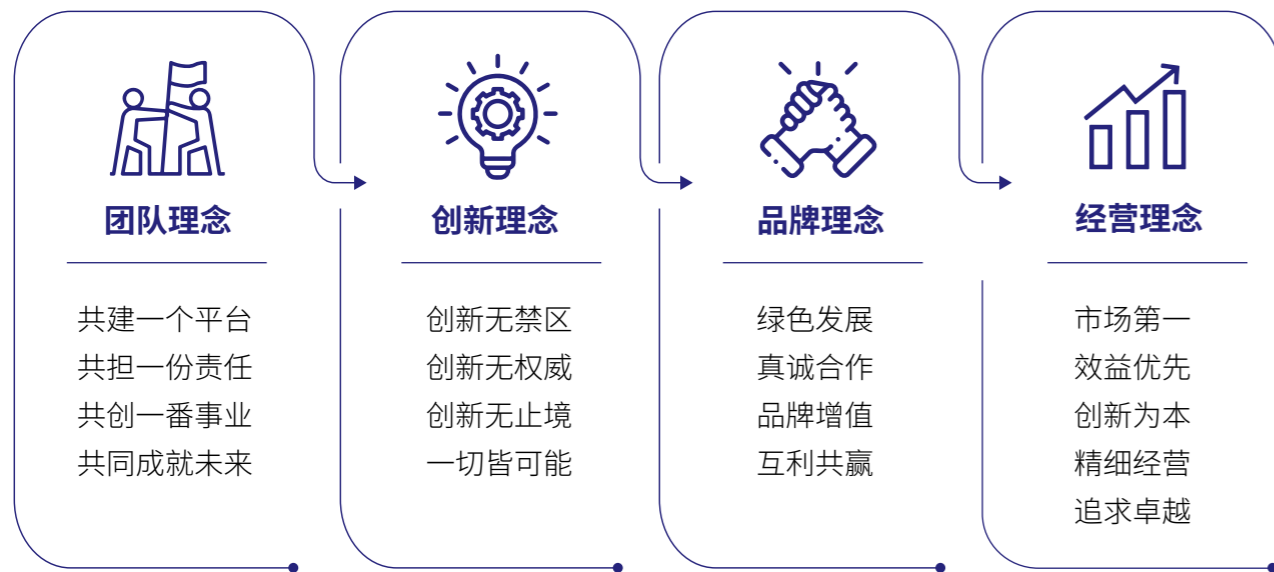 团队理念
共建一个平台
共担一份责任
共创一番事业
共同成就未来
创新理念
创新无禁区
创新无权威
创新无止境
一切皆可能
品牌理念
绿色发展
真诚合作
品牌增值
互利共赢
经营理念
市场第一
效益优先
创新为本
精细经营
追求卓越